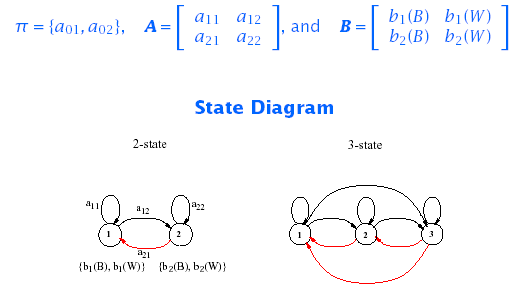 π = {a01, a02}, A = [ a11 a12 a21 a22 ], and B = [ b1(B) b1(W) b2(B) b2(W) ]
State Diagram
2-state 3-state
a11 a12 a22
1 2 1 2 3
a21
{b1(B), b1(W)} {b2(B), b2(W)}